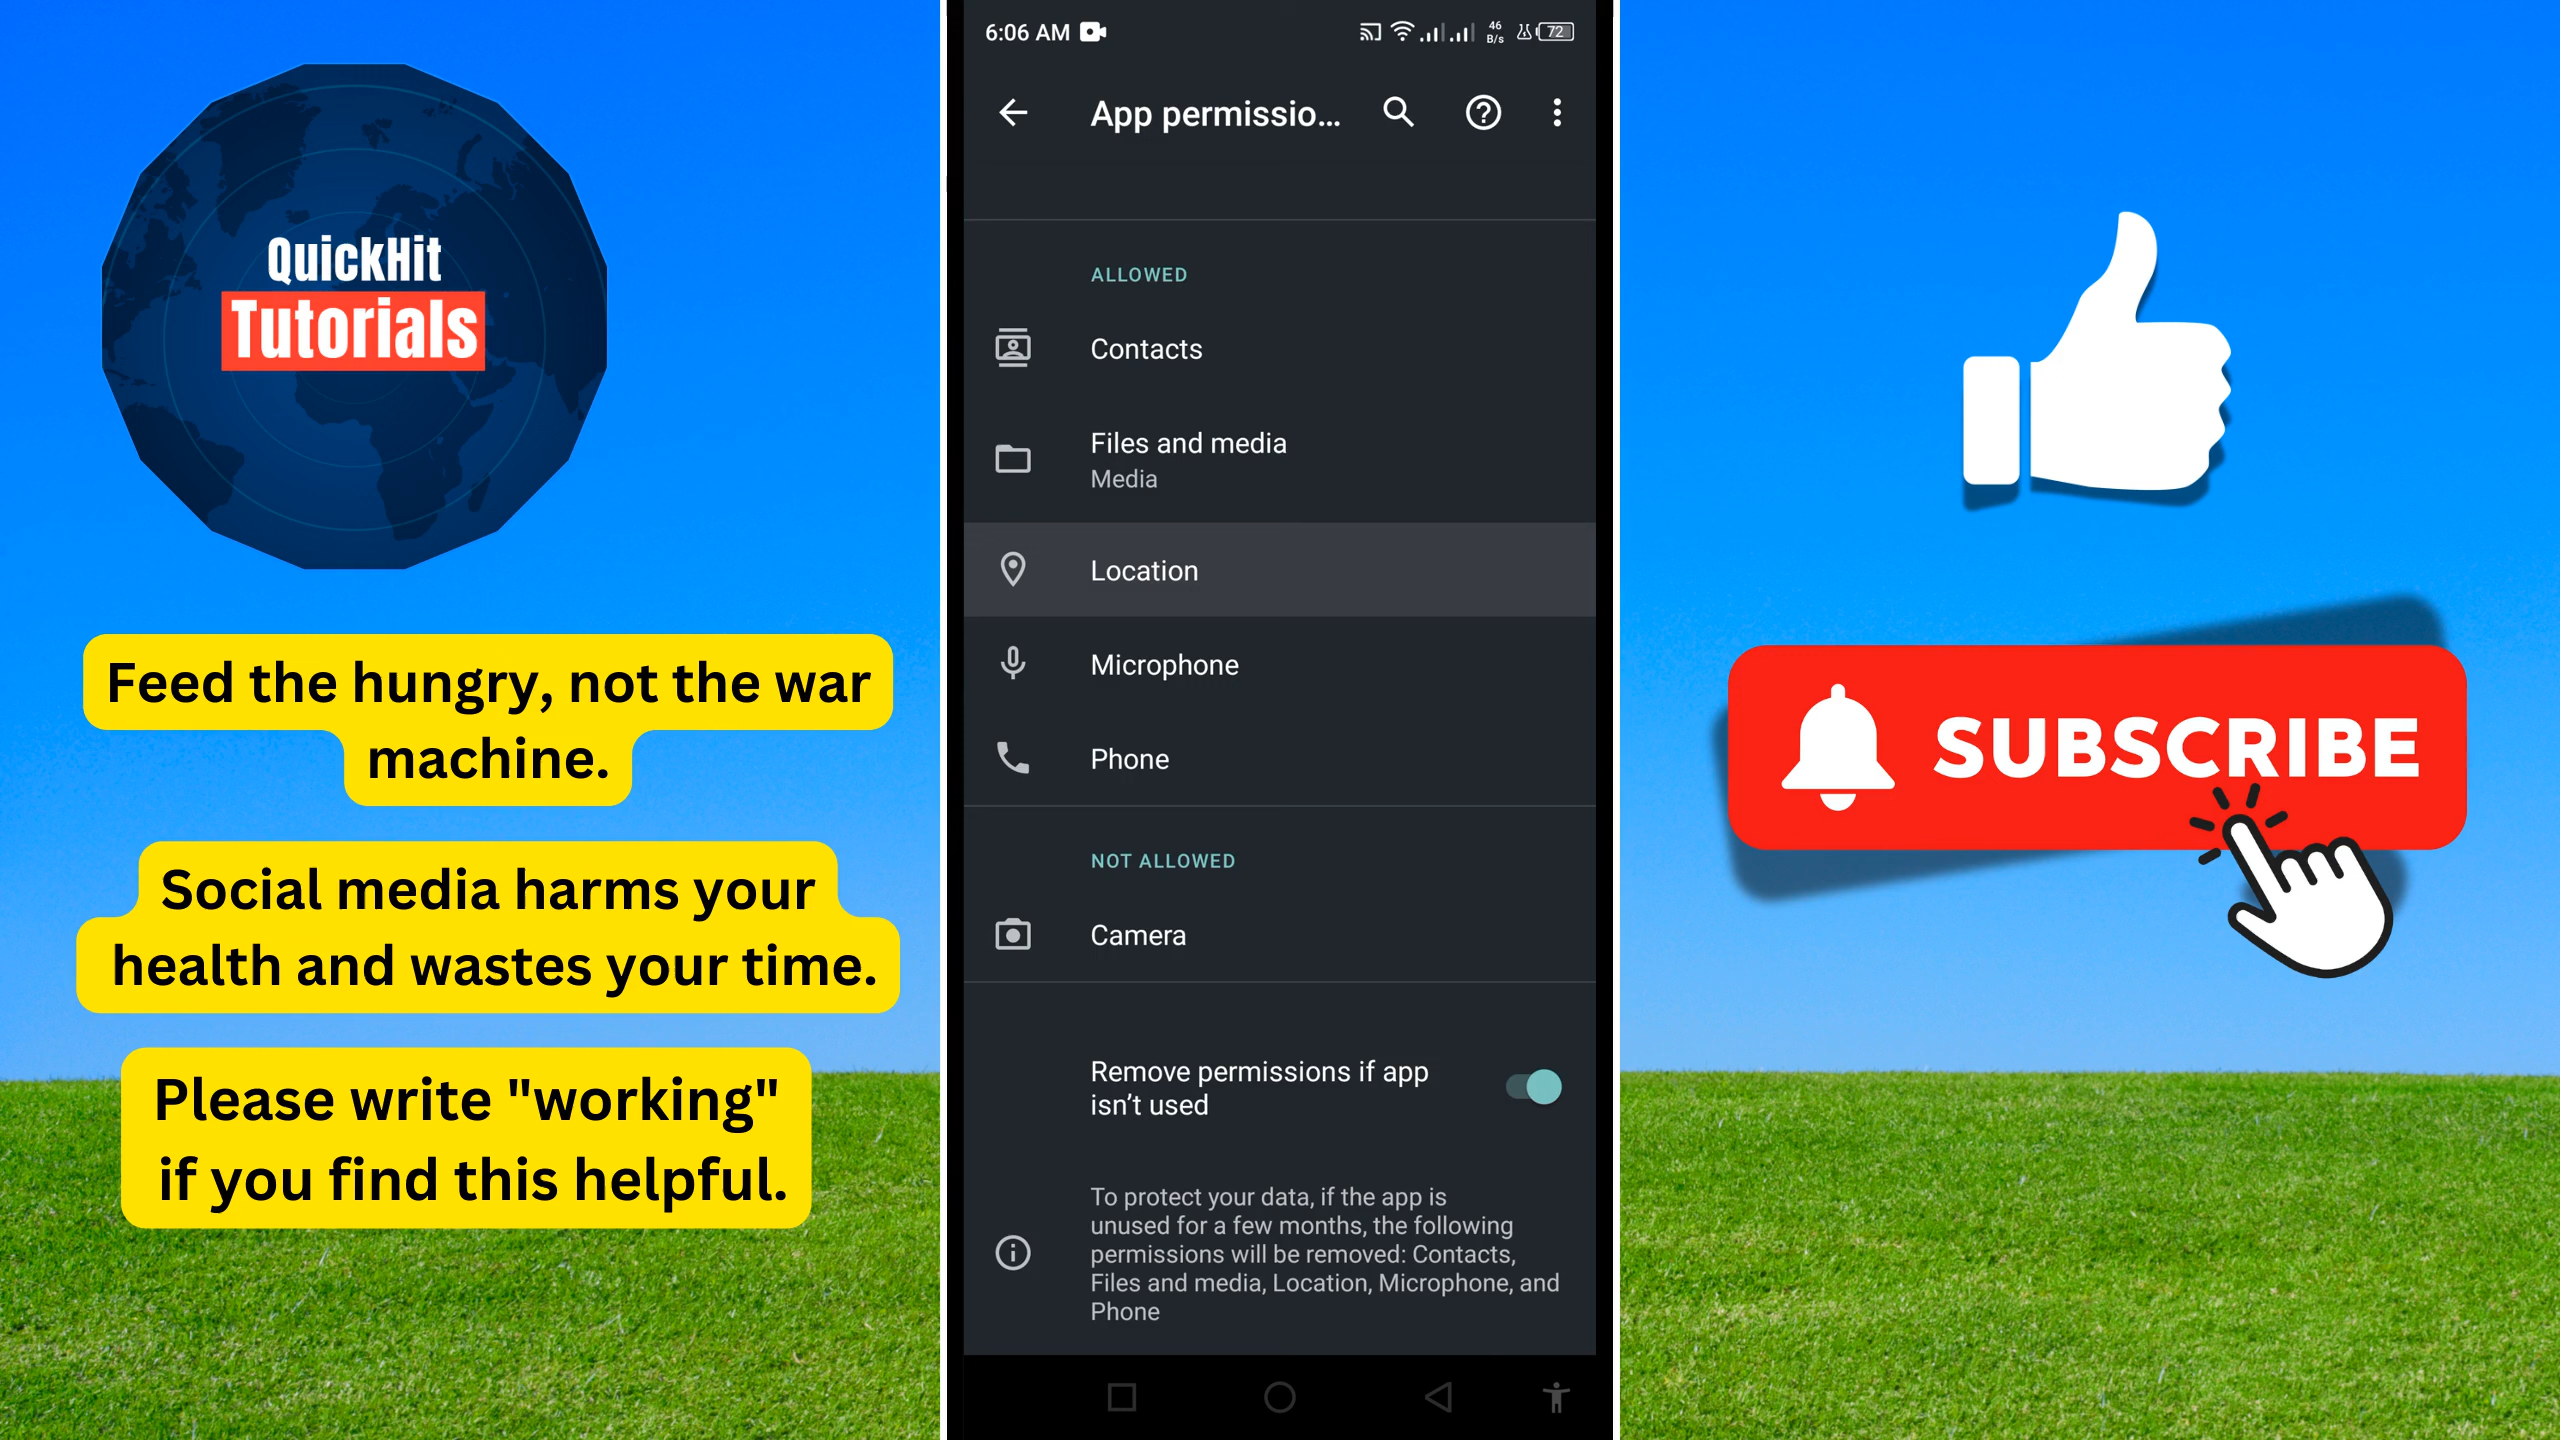 QuickHit
Tutorials
Feed the hungry, not the war
machine.
Social media harms your
health and wastes your time.
Please write "working"
if you find this helpful.
6:06 AM
46
B/s
72
App permissio...
ALLOWED
Contacts
Files and media
Media
Location
Microphone
Phone
NOT ALLOWED
Camera
Remove permissions if app
isn’t used
To protect your data, if the app is
unused for a few months, the following
permissions will be removed: Contacts,
Files and media, Location, Microphone, and
Phone
SUBSCRIBE